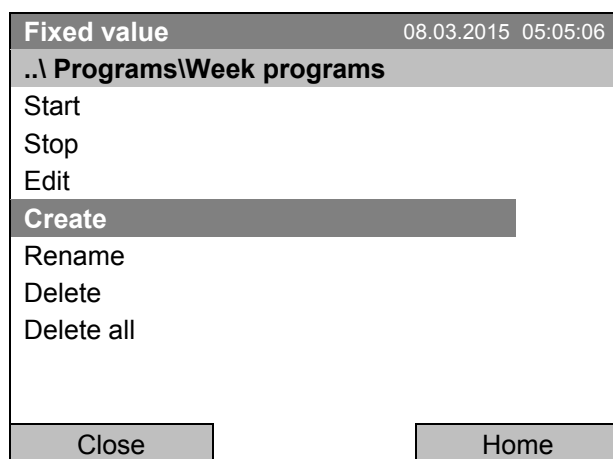 Fixed value 08.03.2015 05:05:06
..\ Programs\Week programs
Start
Stop
Edit
Create
Rename
Delete
Delete all
Close Home